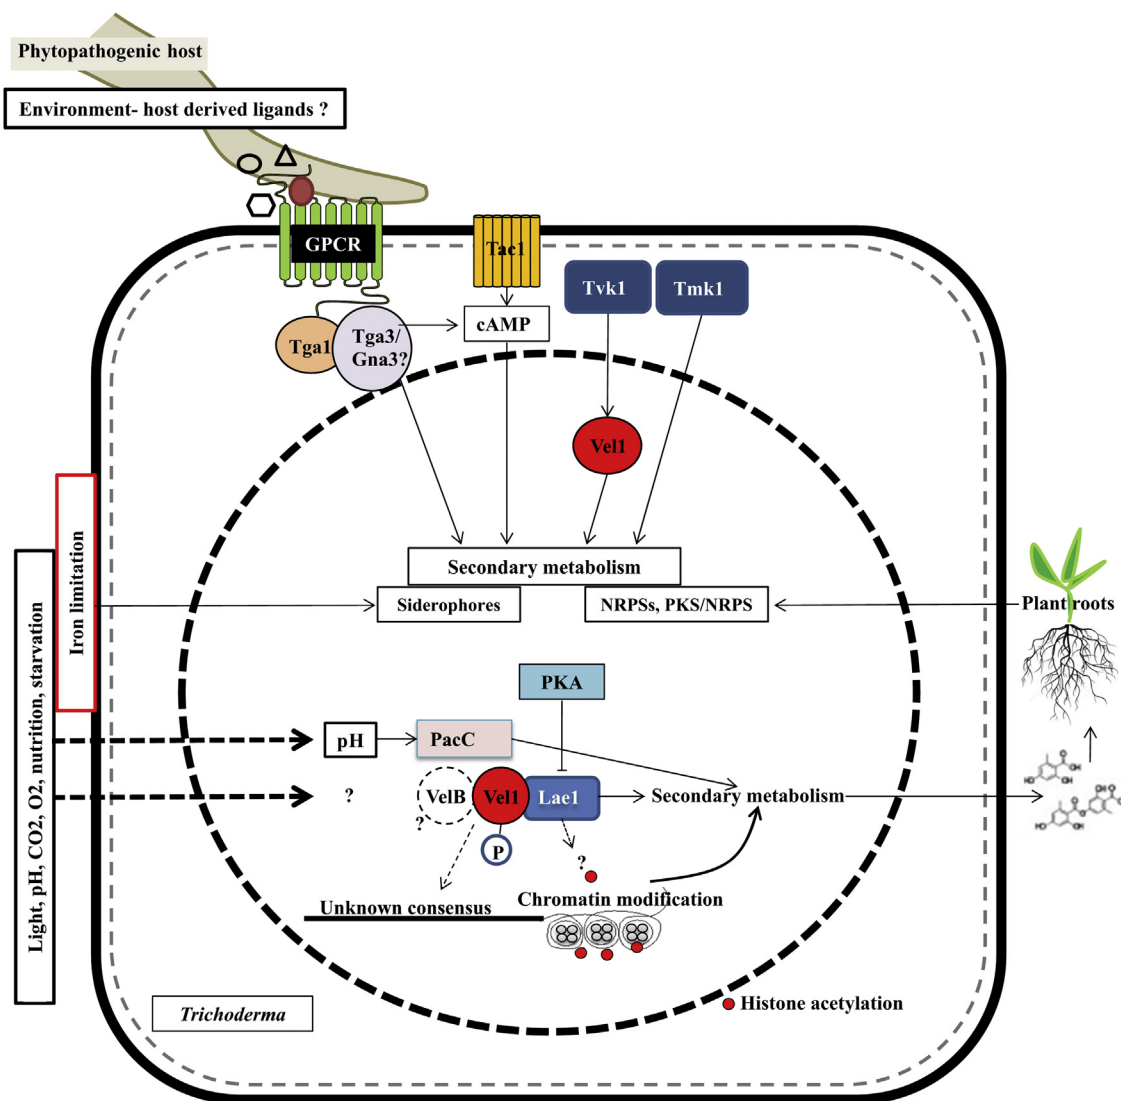 Phytopathogenic host
Environment- host derived ligands ?
GPCR
Tac1
Tvk1
Tmk1
Tga1
Tga3/
Gna3?
cAMP
Vel1
Secondary metabolism
Siderophores
NRPSs, PKS/NRPS
Iron limitation
Light, pH, CO2, O2, nutrition, starvation
Plant roots
PKA
pH
PacC
?
VelB
?
Vel1
Lae1
P
Secondary metabolism
?
Unknown consensus
Chromatin modification
Trichoderma
Histone acetylation